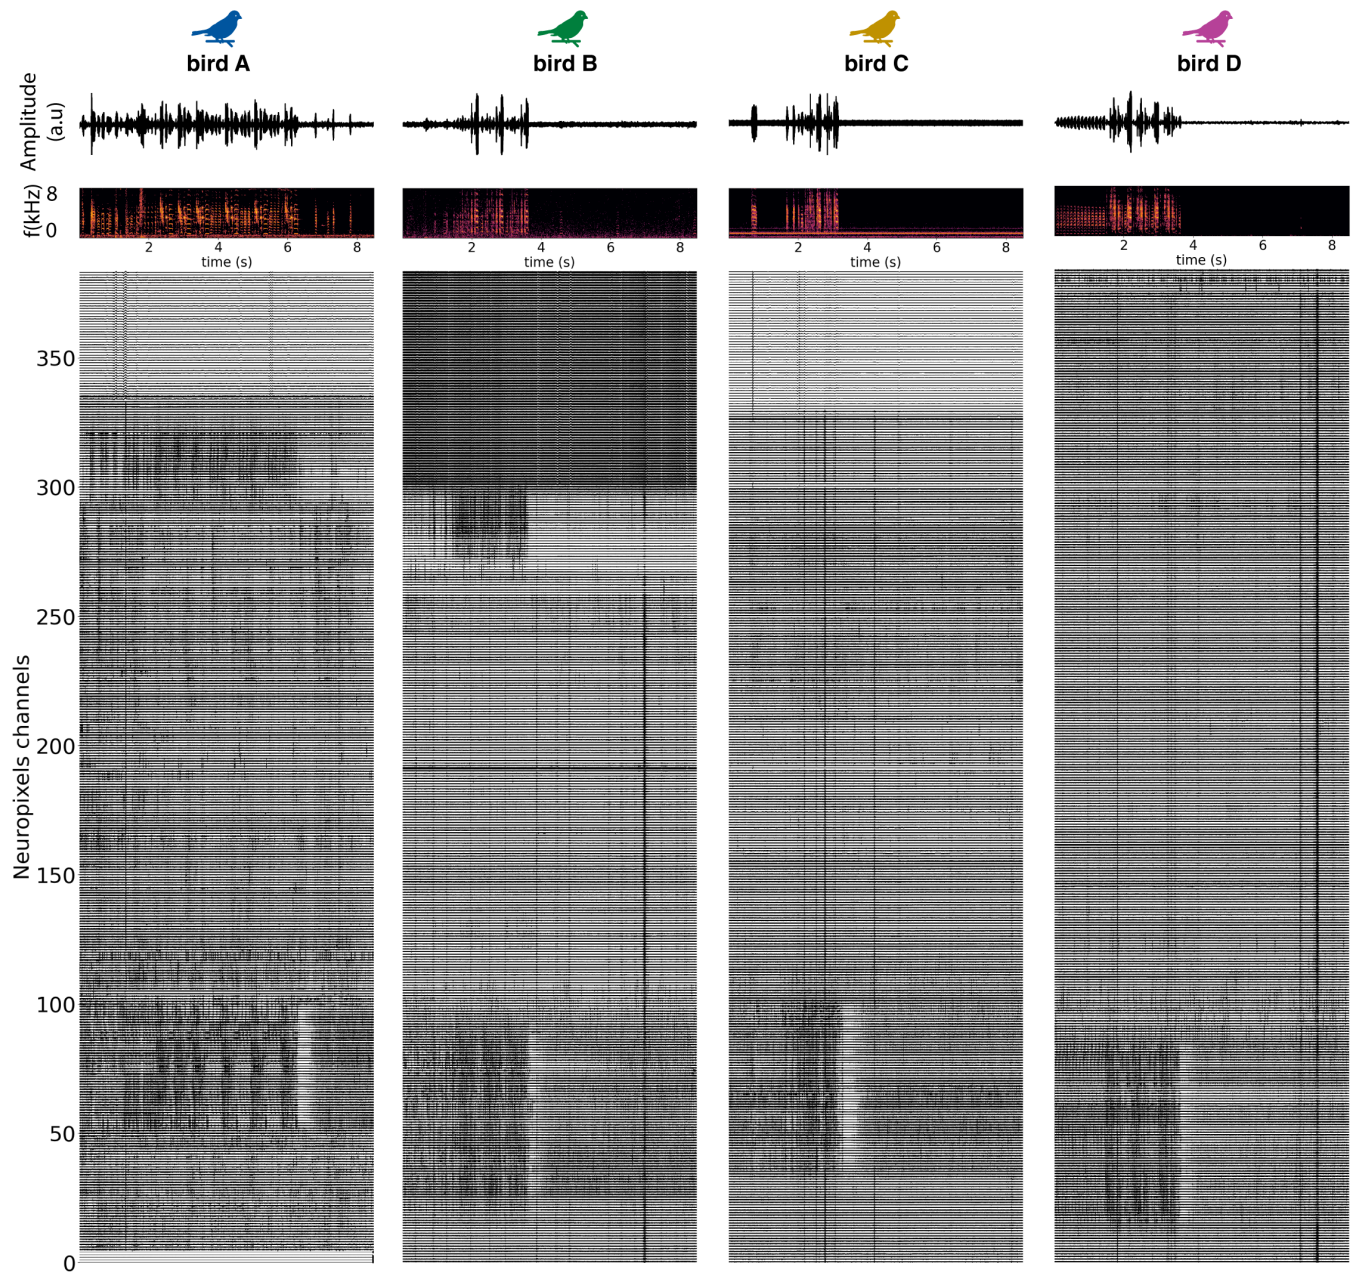 bird A bird B bird C bird D
Amplitude
(a.u)
f(kHz)
8
0
2 4 6 8 2 4 6 8 2 4 6 8 2 4 6 8
time (s) time (s) time (s) time (s)
Neuropixels channels
350
300
250
200
150
100
50
0